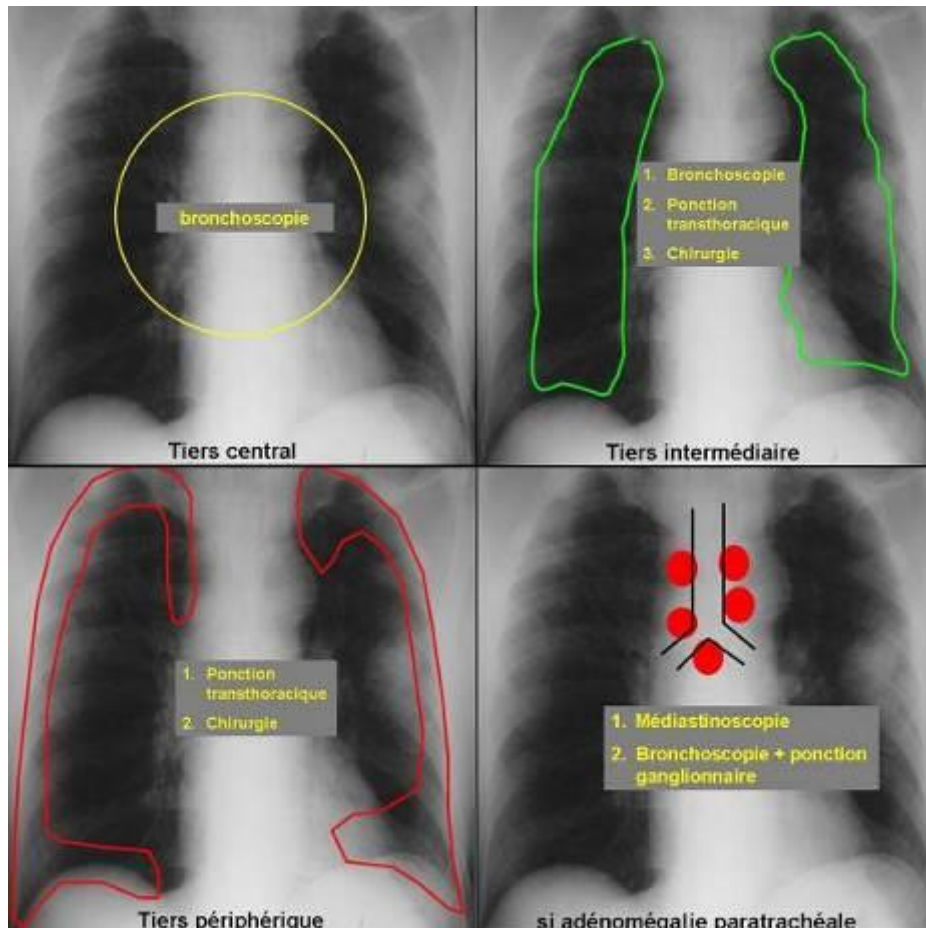 bronchoscopie
Tiers central
1. Bronchoscopie
2. Ponction
transthoracique
3. Chirurgie
Tiers intermédiaire
1. Ponction
transthoracique
2. Chirurgie
Tiers périphérique
1. Médiastinoscopie
2. Bronchoscopie + ponction
ganglionnaire
si adénomégalie paratrachéale